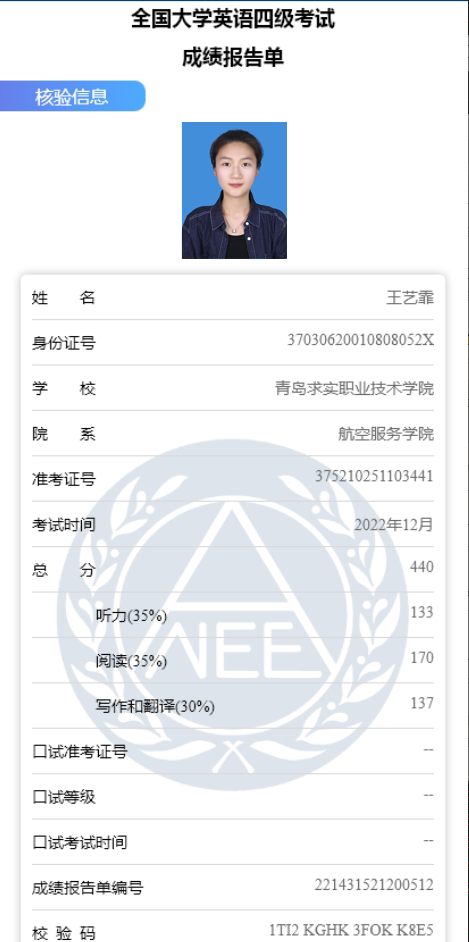 全国大学英语四级考试
成绩报告单
核验信息
姓 名 王艺霏
身份证号 37030620010808052X
学 校 青岛求实职业技术学院
院 系 航空服务学院
准考证号 375210251103441
考试时间 2022年12月
总 分 440
听力(35%) 133
阅读(35%) 170
写作和翻译(30%) 137
口试准考证号 --
口试等级 --
口试考试时间 --
成绩报告单编号 221431521200512
校 验 码 1TI2 KGHK 3FOK K8E5
NEE